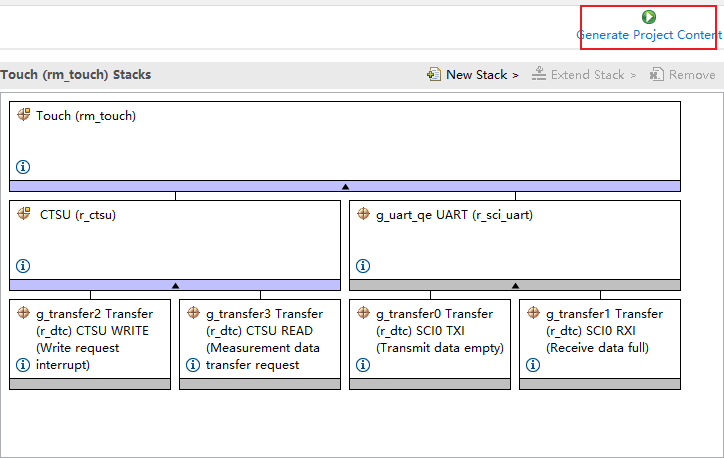 Generate Project Content
Touch (rm_touch) Stacks
New Stack >
Extend Stack >
Remove
Touch (rm_touch)
CTSU (r_ctsu)
g_uart_qe UART (r_sci_uart)
g_transfer2 Transfer
(r_dtc) CTSU WRITE
(Write request
interrupt)
g_transfer3 Transfer
(r_dtc) CTSU READ
(Measurement data
transfer request
g_transfer0 Transfer
(r_dtc) SCI0 TXI
(Transmit data empty)
g_transfer1 Transfer
(r_dtc) SCI0 RXI
(Receive data full)